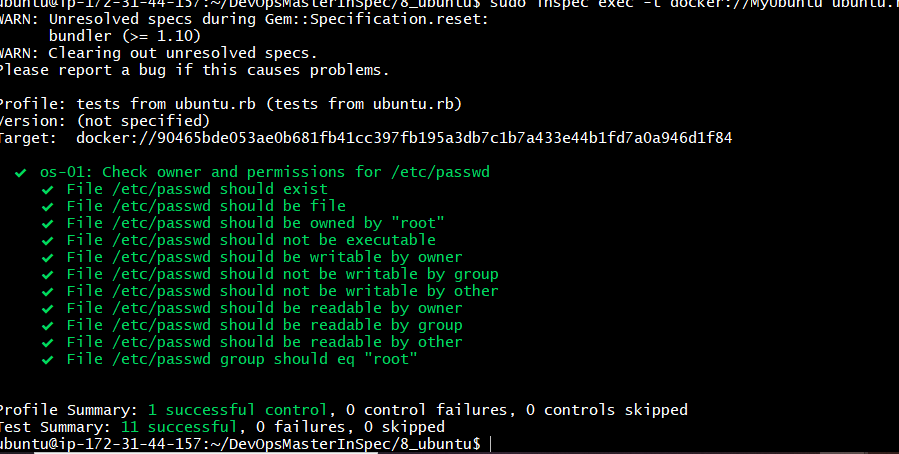 ubuntu@ip-172-31-44-157:~/DevOpsMasterInSpec/8_ubuntu$ sudo inspec exec -t docker://MyUbuntu ubuntu.r
WARN: Unresolved specs during Gem::Specification.reset:
bundler (>= 1.10)
WARN: Clearing out unresolved specs.
Please report a bug if this causes problems.
Profile: tests from ubuntu.rb (tests from ubuntu.rb)
Version: (not specified)
Target: docker://90465bde053ae0b681fb41cc397fb195a3db7c1b7a433e44b1fd7a0a946d1f84
✔ os-01: Check owner and permissions for /etc/passwd
✔ File /etc/passwd should exist
✔ File /etc/passwd should be file
✔ File /etc/passwd should be owned by "root"
✔ File /etc/passwd should not be executable
✔ File /etc/passwd should be writable by owner
✔ File /etc/passwd should not be writable by group
✔ File /etc/passwd should not be writable by other
✔ File /etc/passwd should be readable by owner
✔ File /etc/passwd should be readable by group
✔ File /etc/passwd should be readable by other
✔ File /etc/passwd group should eq "root"
Profile Summary: 1 successful control, 0 control failures, 0 controls skipped
Test Summary: 11 successful, 0 failures, 0 skipped
ubuntu@ip-172-31-44-157:~/DevOpsMasterInSpec/8_ubuntu$